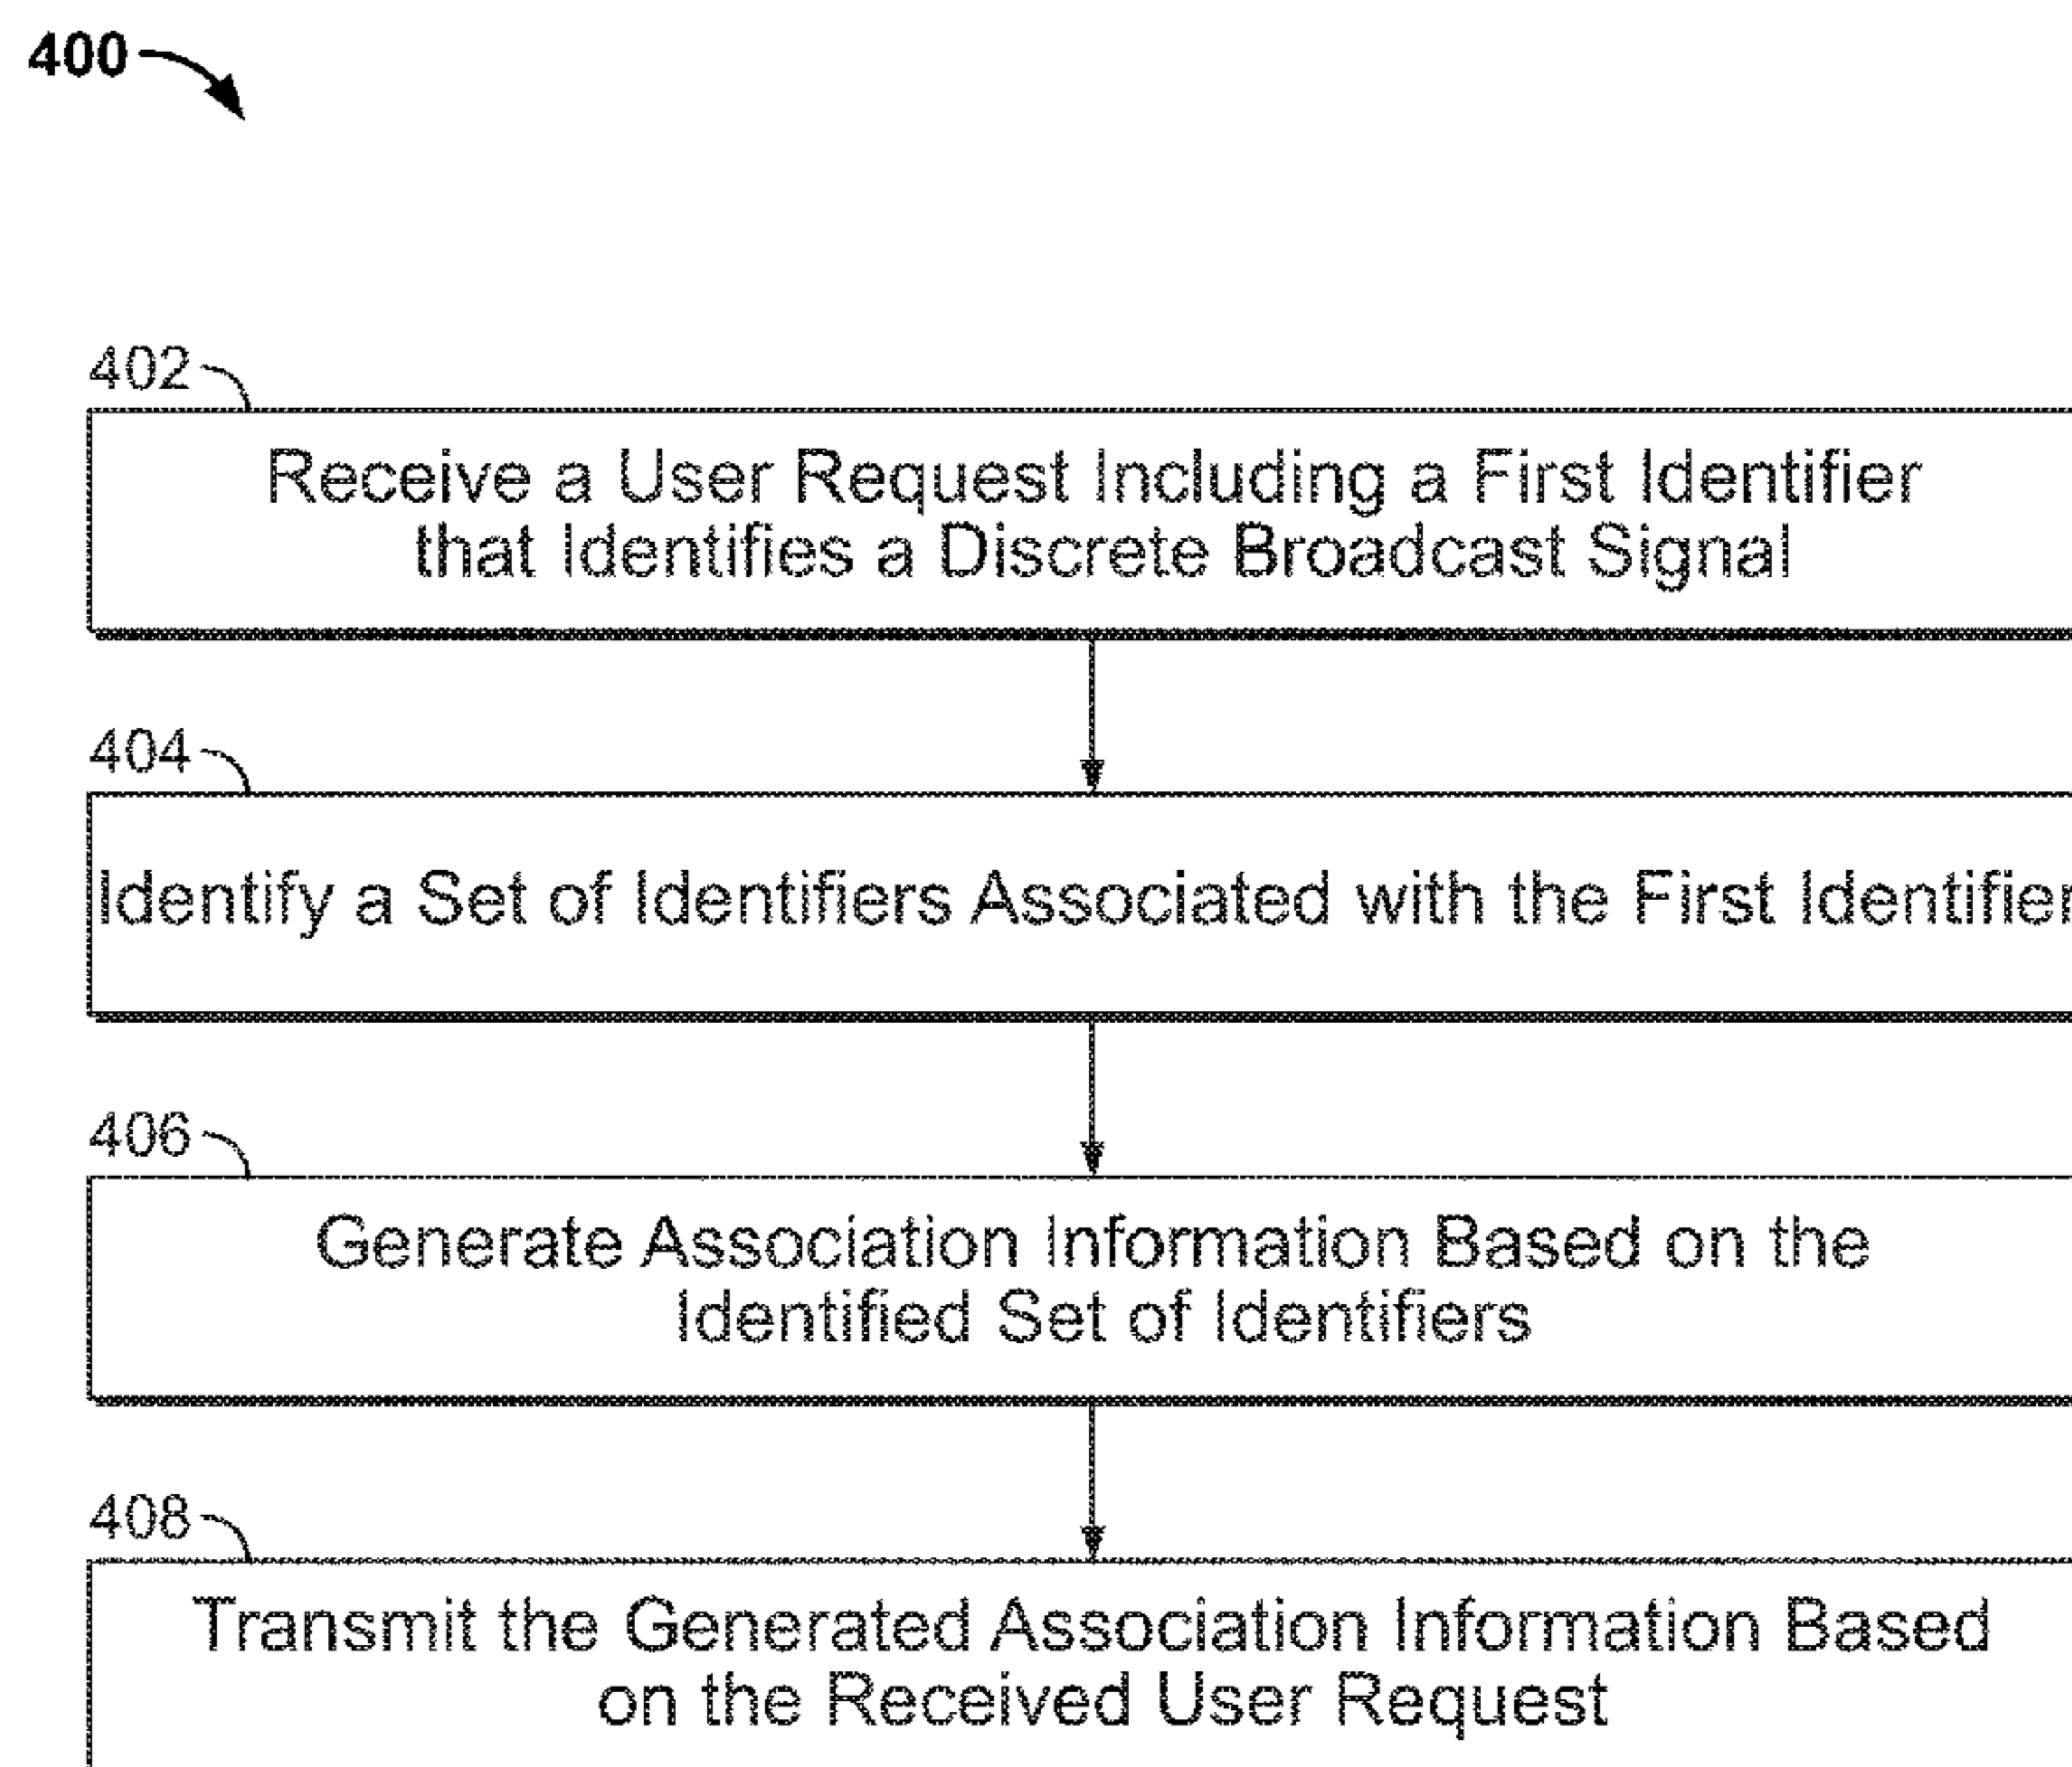 400
402
Receive a User Request Including a First Identifier
that Identifies a Discrete Broadcast Signal
404
Identify a Set of Identifiers Associated with the First Identifier
406
Generate Association Information Based on the
Identified Set of Identifiers
408
Transmit the Generated Association Information Based
on the Received User Request